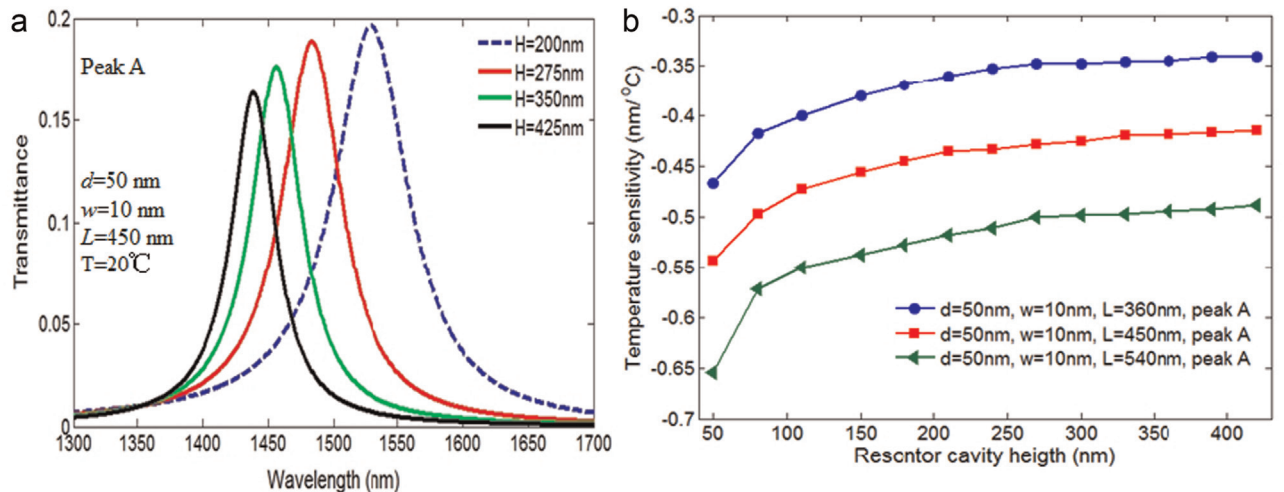 a
0.2
0.15
0.1
0.05
0
Transmittance
Peak A
d=50 nm
w=10 nm
L=450 nm
T=20℃
H=200nm
H=275nm
H=350nm
H=425nm
1300 1400 1450 1500 1550 1600 1650 1700
Wavelength (nm)
b
-0.3
-0.35
-0.4
-0.45
-0.5
-0.55
-0.6
-0.65
-0.7
Temperature sensitivity (nm/°C)
d=50nm, w=10nm, L=360nm, peak A
d=50nm, w=10nm, L=450nm, peak A
d=50nm, w=10nm, L=540nm, peak A
50 100 150 200 250 300 350 400
Rescntor cavity heigth (nm)